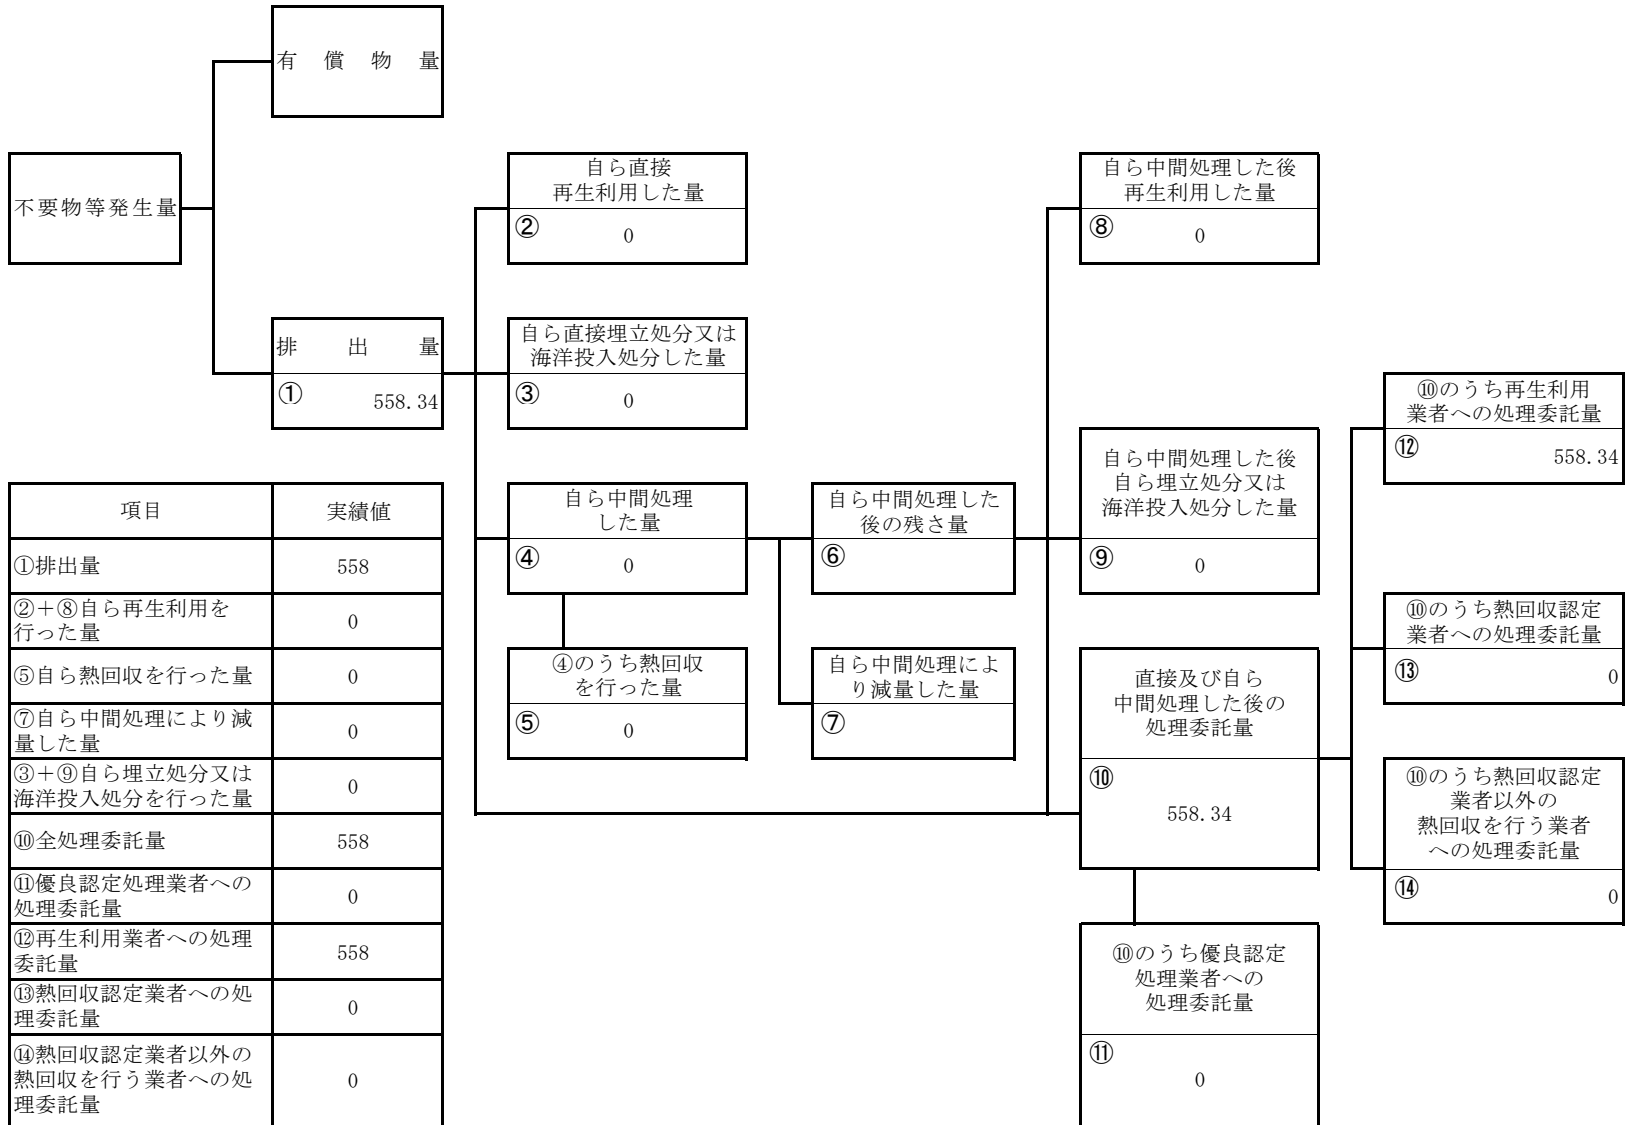 有償物量
不要物等発生量
排出量
① 558.34
自ら直接
再生利用した量
② 0
自ら直接埋立処分又は
海洋投入処分した量
③ 0
自ら中間処理
した量
④ 0
④のうち熱回収
を行った量
⑤ 0
自ら中間処理した
後の残さ量
⑥
自ら中間処理によ
り減量した量
⑦
自ら中間処理した後
再生利用した量
⑧ 0
自ら中間処理した後
自ら埋立処分又は
海洋投入処分した量
⑨ 0
直接及び自ら
中間処理した後の
処理委託量
⑩
558.34
⑩のうち優良認定
処理業者への
処理委託量
⑪
0
⑩のうち再生利用
業者への処理委託量
⑫ 558.34
⑩のうち熱回収認定
業者への処理委託量
⑬ 0
⑩のうち熱回収認定
業者以外の
熱回収を行う業者
への処理委託量
⑭ 0
項目 実績値
①排出量 558
②＋⑧自ら再生利用を
行った量 0
⑤自ら熱回収を行った量 0
⑦自ら中間処理により減
量した量 0
③＋⑨自ら埋立処分又は
海洋投入処分を行った量 0
⑩全処理委託量 558
⑪優良認定処理業者への
処理委託量 0
⑫再生利用業者への処理
委託量 558
⑬熱回収認定業者への処
理委託量 0
⑭熱回収認定業者以外の
熱回収を行う業者への処 0
理委託量